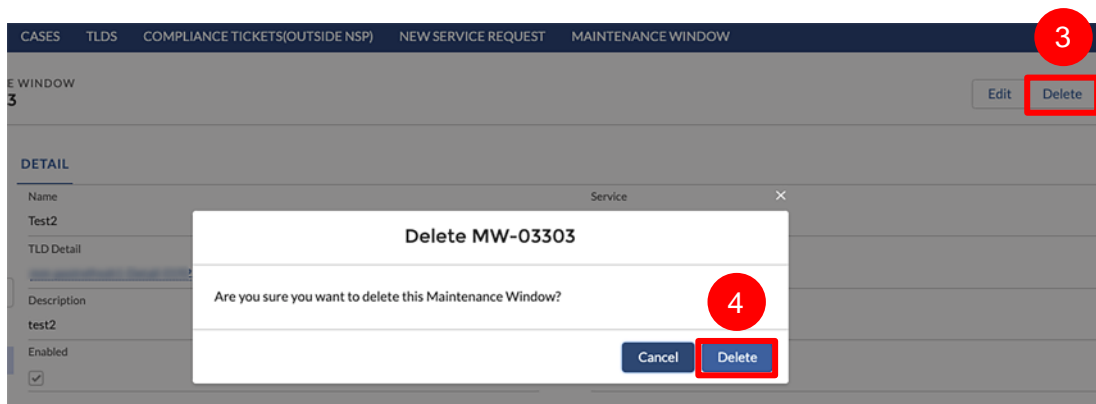 CASES TLDS COMPLIANCE TICKETS(OUTSIDE NSP) NEW SERVICE REQUEST MAINTENANCE WINDOW
3
E WINDOW
3
Edit Delete
DETAIL
Name Service
Test2
Delete MW-03303
TLD Detail
Are you sure you want to delete this Maintenance Window?
Description
4
test2
Enabled
Cancel Delete